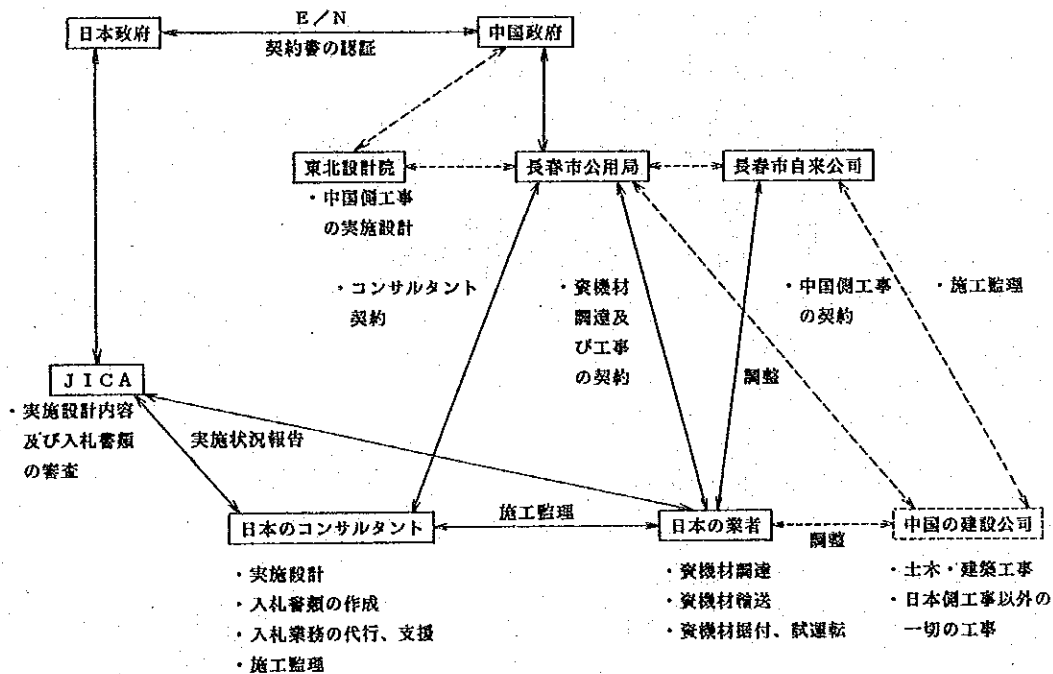 E/N
日本政府
中国政府
契約書の認証
東北設計院
長春市公用局
長春市自来公司
・中国側工事
の実施設計
・コンサルタント
契約
・資機材
調達及
び工事
の契約
・中国側工事
の契約
・施工監理
調整
JICA
・実施設計内容
及び入札書類
の審査
実施状況報告
日本のコンサルタント
施工監理
日本の業者
調整
中国の建設公司
・実施設計
・入札書類の作成
・入札業務の代行、支援
・施工監理
・資機材調達
・資機材輸送
・資機材据付、試運転
・土木・建築工事
・日本側工事以外の
一切の工事